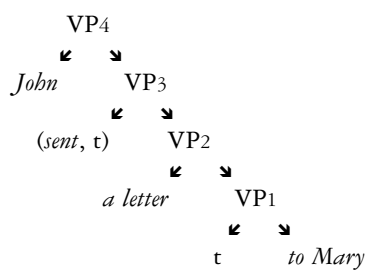 VP4
John VP3
(sent, t) VP2
a letter VP1
t to Mary